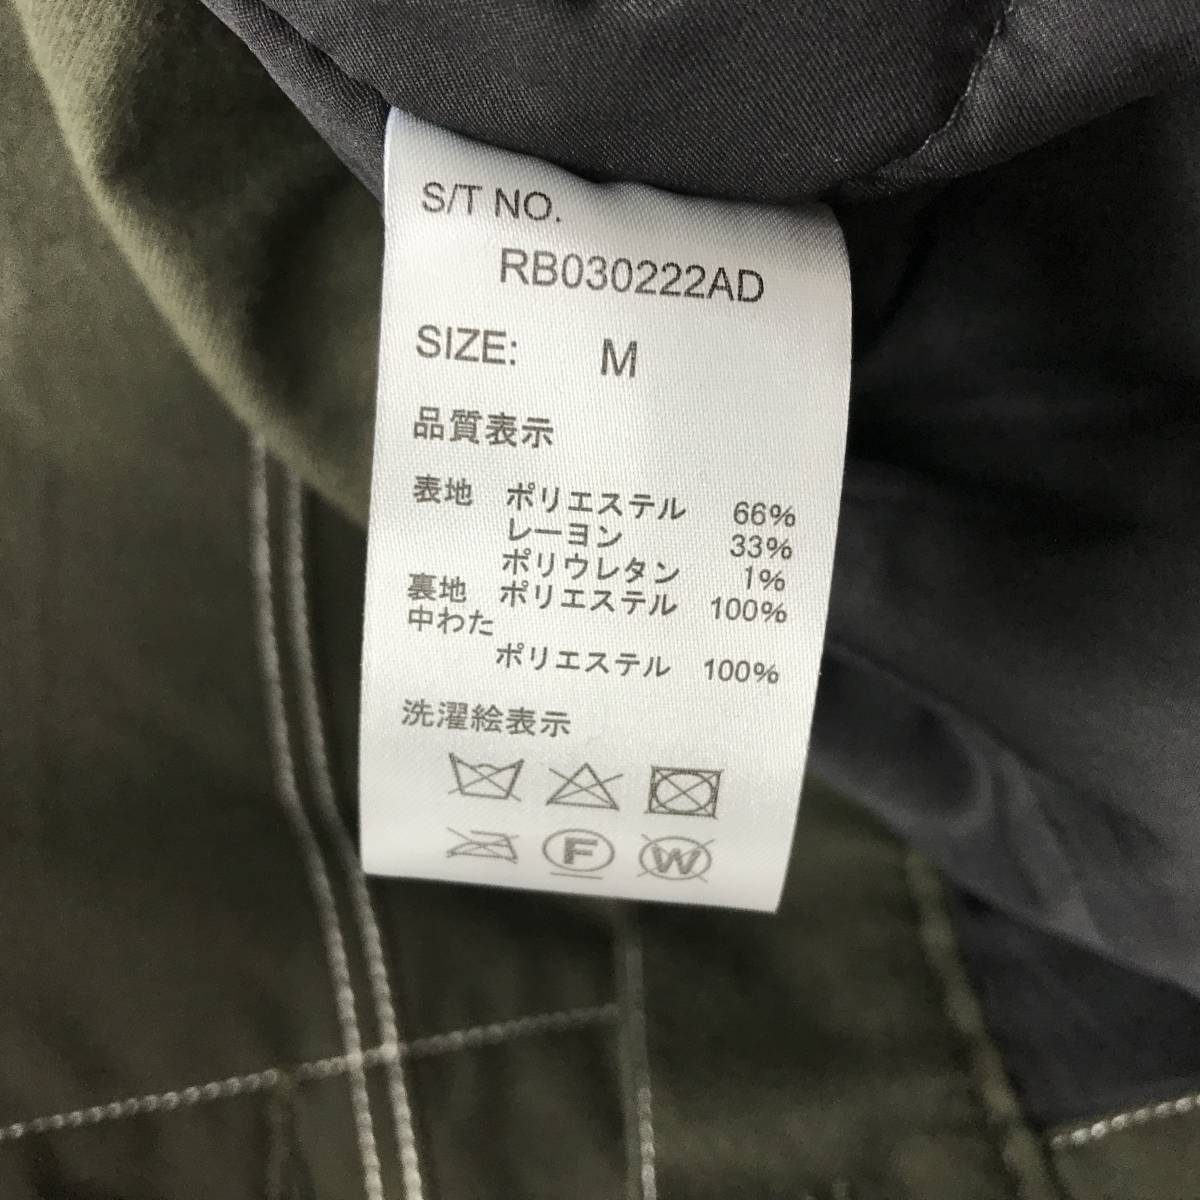 S/T NO.
RB030222AD
SIZE: M
品質表示
表地 ポリエステル 66%
レーヨン 33%
ポリウレタン 1%
裏地 ポリエステル 100%
中わた
ポリエステル 100%
洗濯絵表示
F W